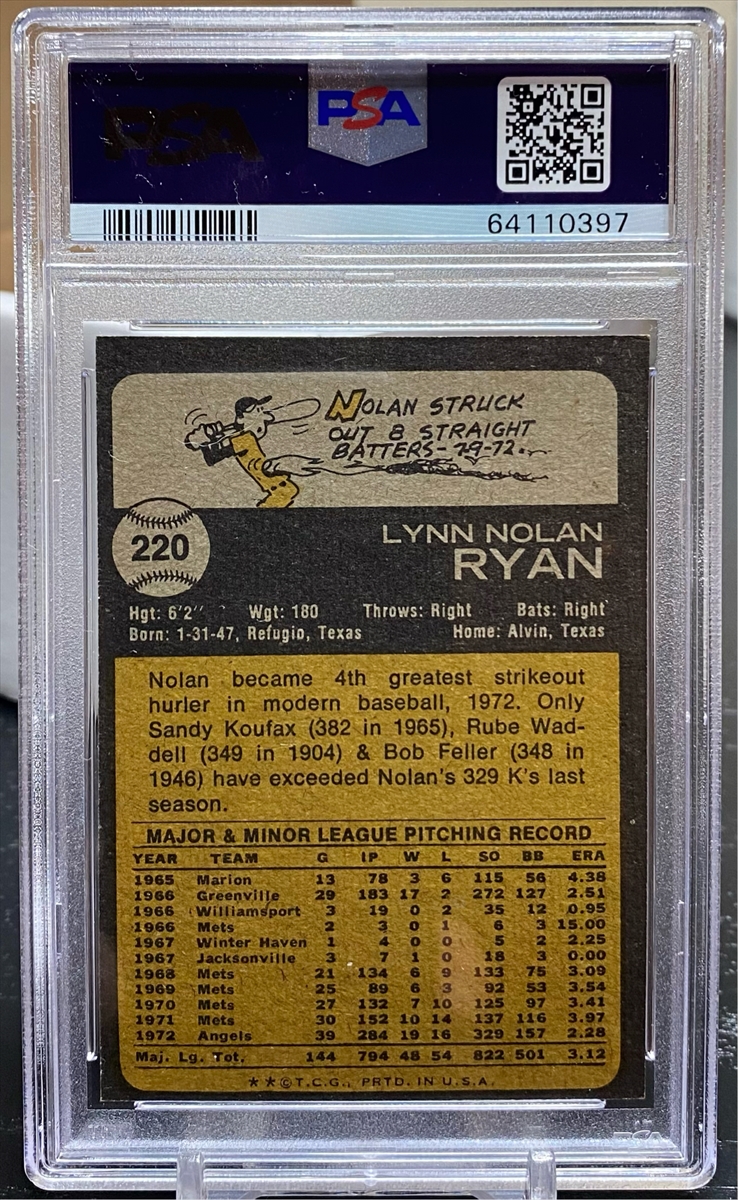 PSA
PSA
64110397
NOLAN STRUCK
OUT 8 STRAIGHT
BATTERS-7-9-72...
220
LYNN NOLAN
RYAN
Hgt: 6'2" Wgt: 180 Throws: Right Bats: Right
Born: 1-31-47, Refugio, Texas Home: Alvin, Texas
Nolan became 4th greatest strikeout
hurler in modern baseball, 1972. Only
Sandy Koufax (382 in 1965), Rube Wad-
dell (349 in 1904) & Bob Feller (348 in
1946) have exceeded Nolan's 329 K's last
season.
MAJOR & MINOR LEAGUE PITCHING RECORD
YEAR TEAM G IP W L SO BB ERA
1965 Marion 13 78 3 6 115 56 4.38
1966 Greenville 29 183 17 2 272 127 2.51
1966 Williamsport 3 19 0 2 35 12 0.95
1966 Mets 2 3 0 1 6 3 15.00
1967 Winter Haven 1 4 0 0 5 2 2.25
1967 Jacksonville 3 7 1 0 18 3 0.00
1968 Mets 21 134 6 9 133 75 3.09
1969 Mets 25 89 6 3 92 53 3.54
1970 Mets 27 132 7 10 125 97 3.41
1971 Mets 30 152 10 14 137 116 3.97
1972 Angels 39 284 19 16 329 157 2.28
Maj. Lg. Tot. 144 794 48 54 822 501 3.12
★★©T.C.G., PRTD. IN U.S.A.
PSA